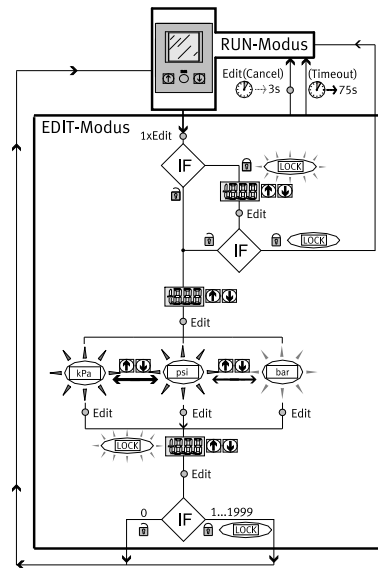 RUN-Modus
Edit(Cancel)
3s
(Timeout)
75s
EDIT-Modus
1xEdit
IF
LOCK
Edit
IF
LOCK
Edit
kPa
psi
bar
Edit
Edit
Edit
LOCK
Edit
0
IF
1...1999
LOCK